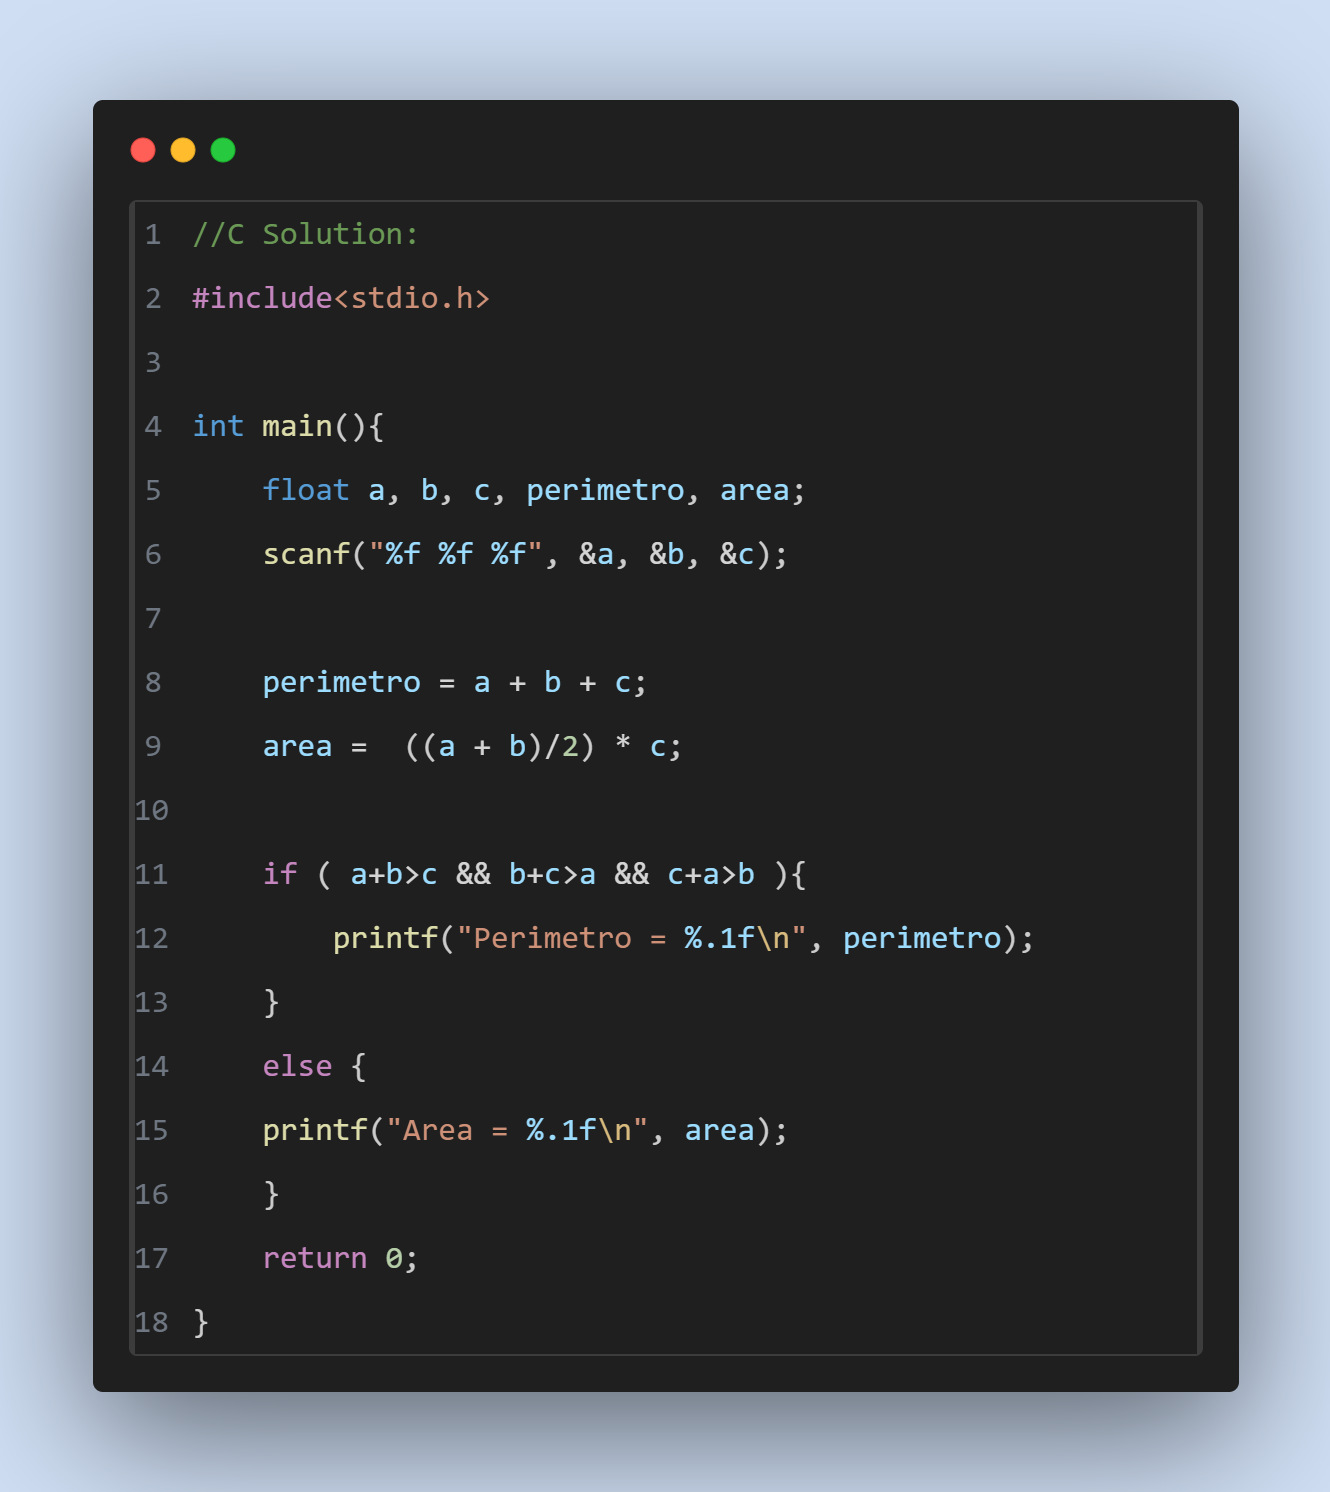 1 //C Solution:
2 #include<stdio.h>
3
4 int main(){
5     float a, b, c, perimetro, area;
6     scanf("%f %f %f", &a, &b, &c);
7
8     perimetro = a + b + c;
9     area =  ((a + b)/2) * c;
10
11     if ( a+b>c && b+c>a && c+a>b ){
12         printf("Perimetro = %.1f\n", perimetro);
13     }
14     else {
15     printf("Area = %.1f\n", area);
16     }
17     return 0;
18 }